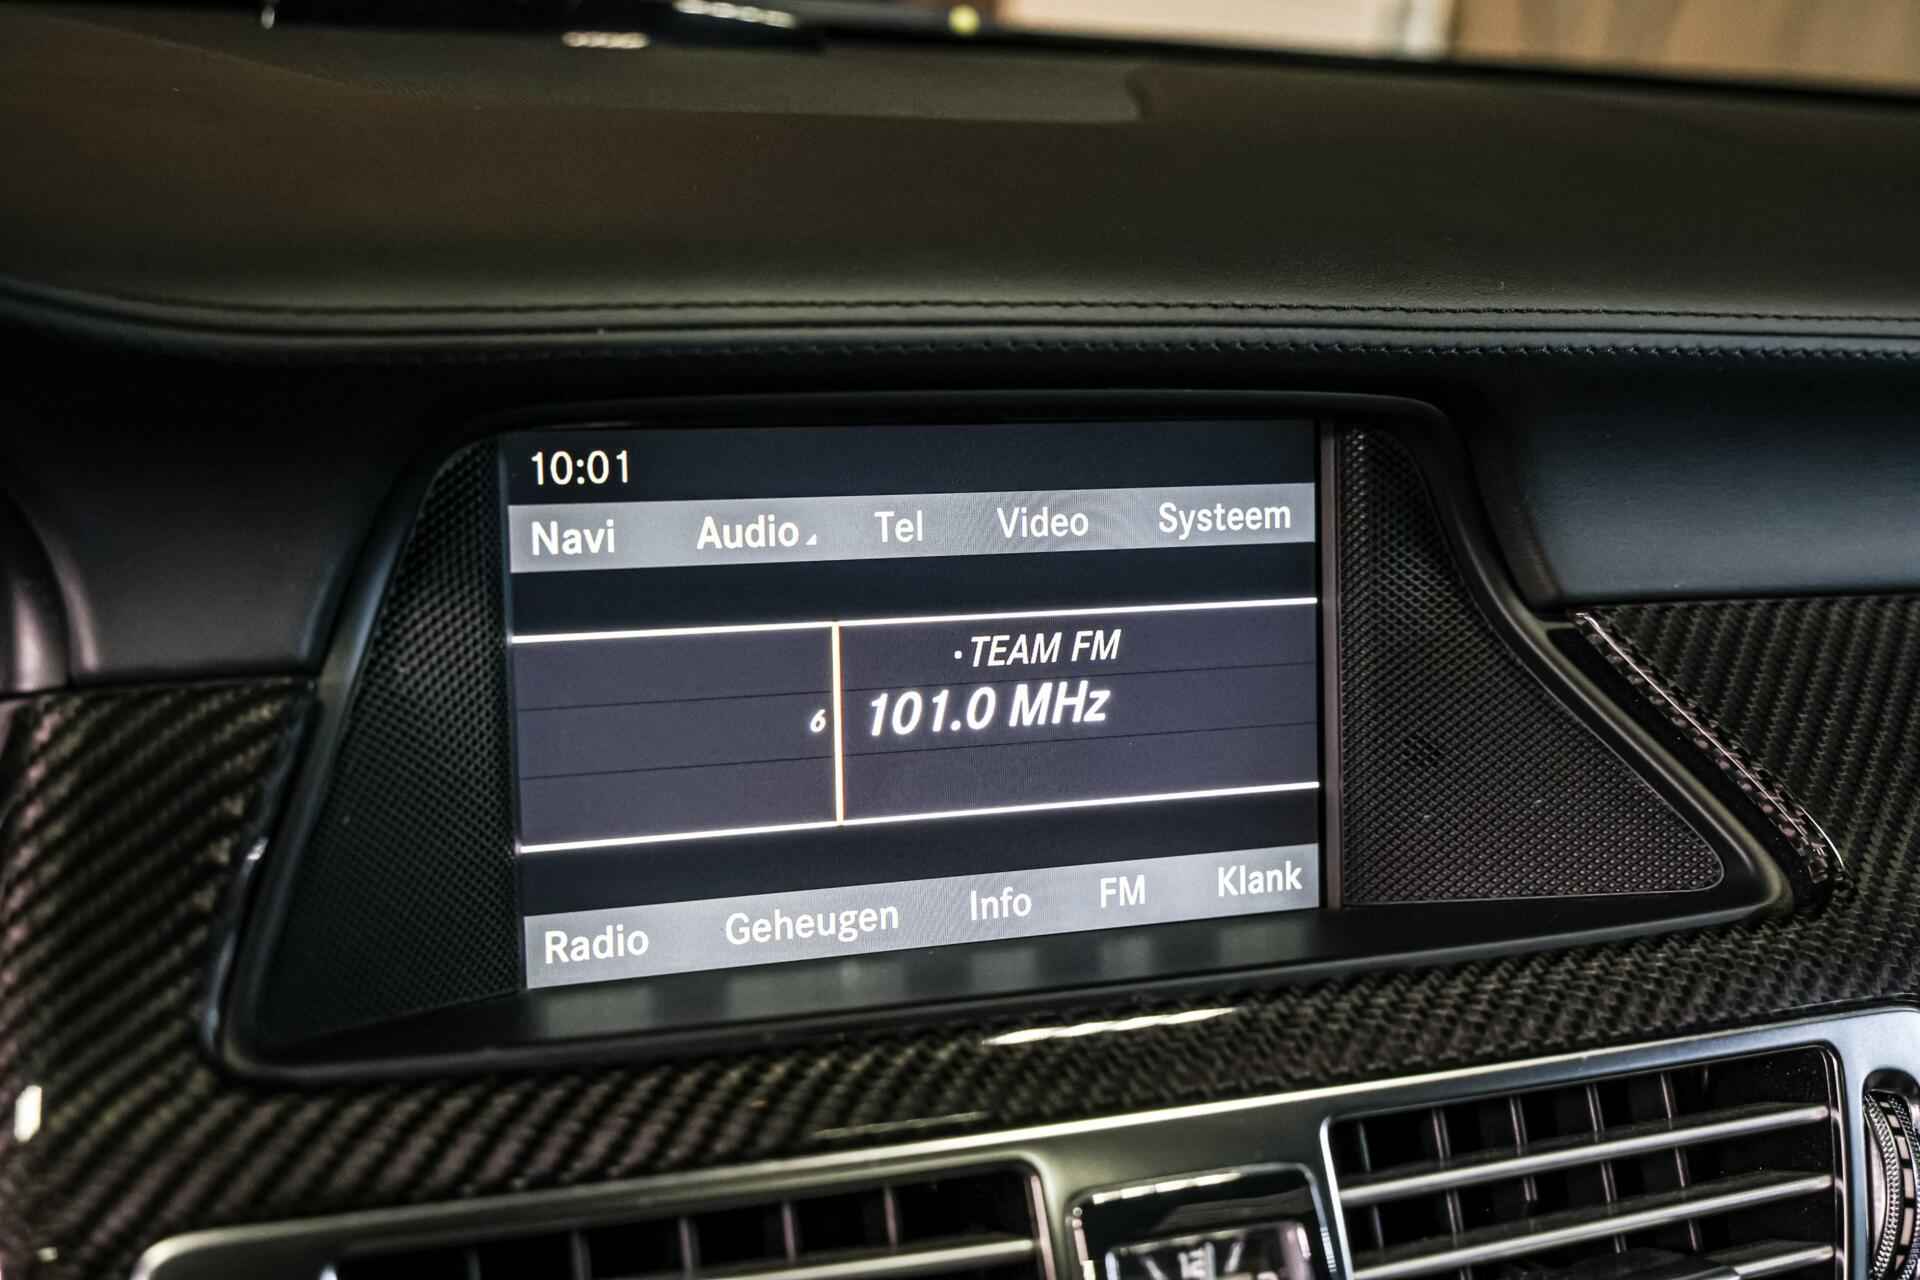 10:01
Navi Audio Tel Video Systeem
·TEAM FM
6 101.0 MHz
Radio Geheugen Info FM Klank